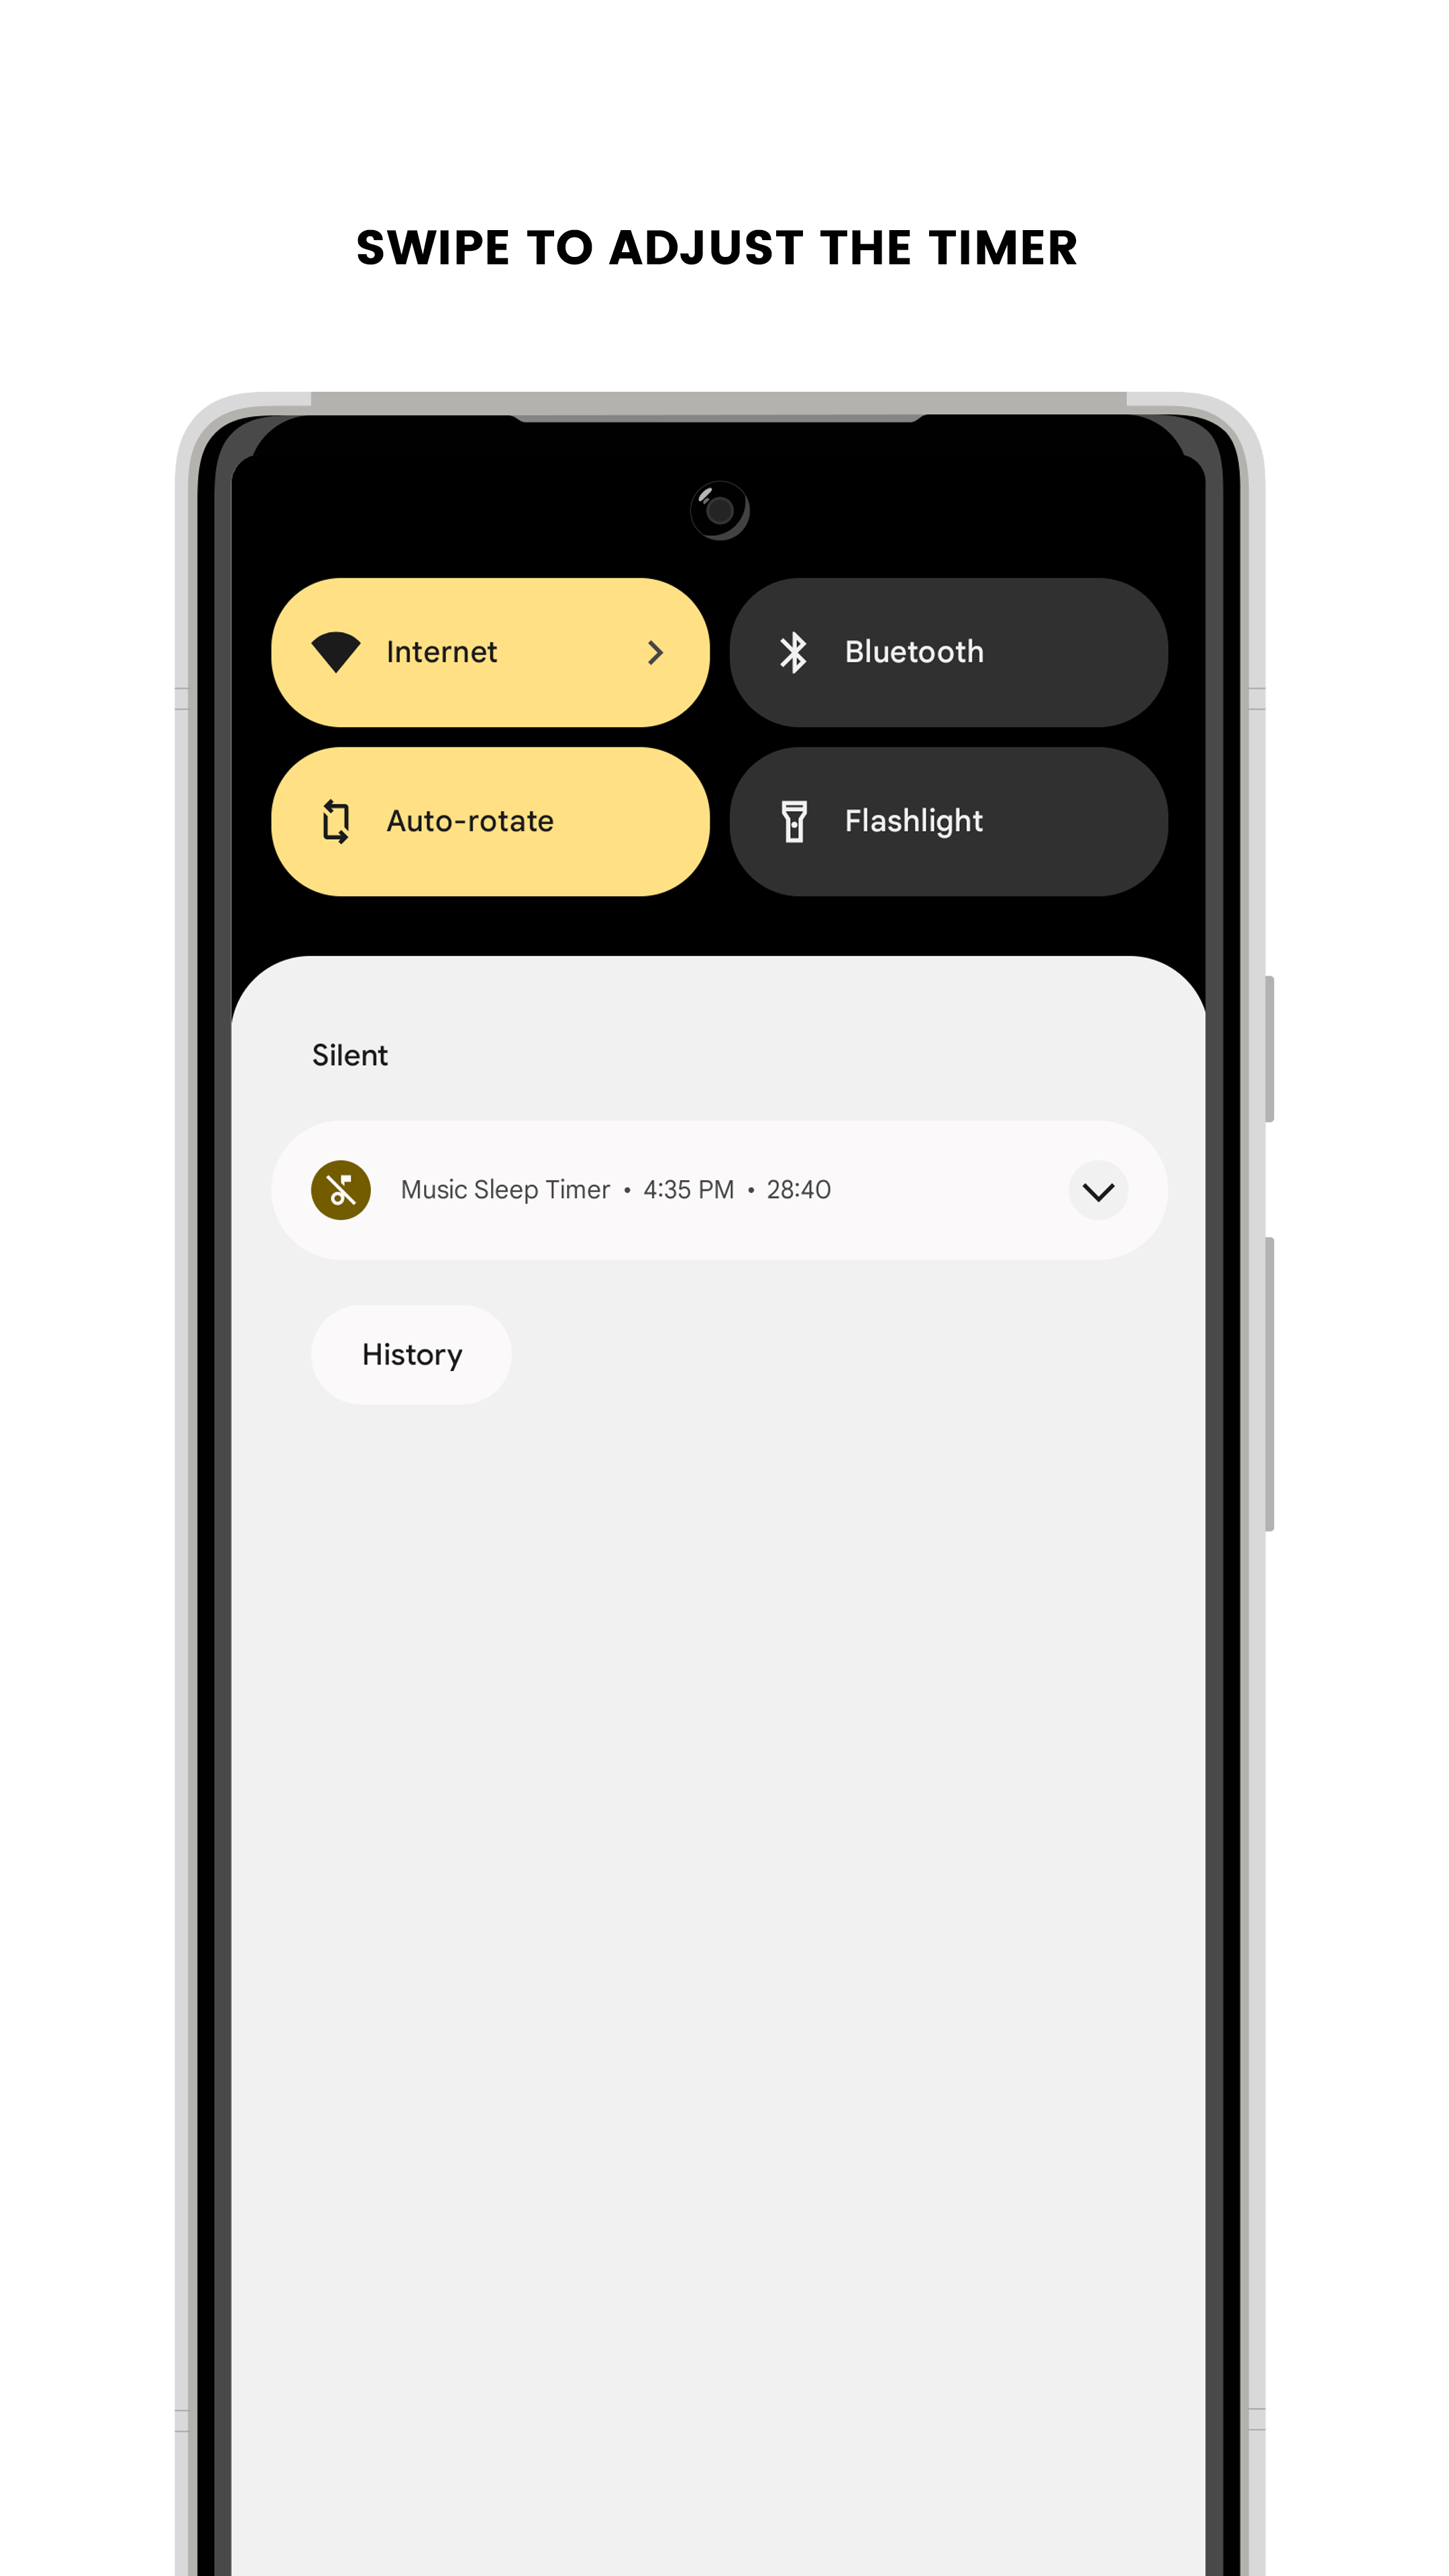 SWIPE TO ADJUST THE TIMER
Internet
Bluetooth
Auto-rotate
Flashlight
Silent
Music Sleep Timer • 4:35 PM • 28:40
History